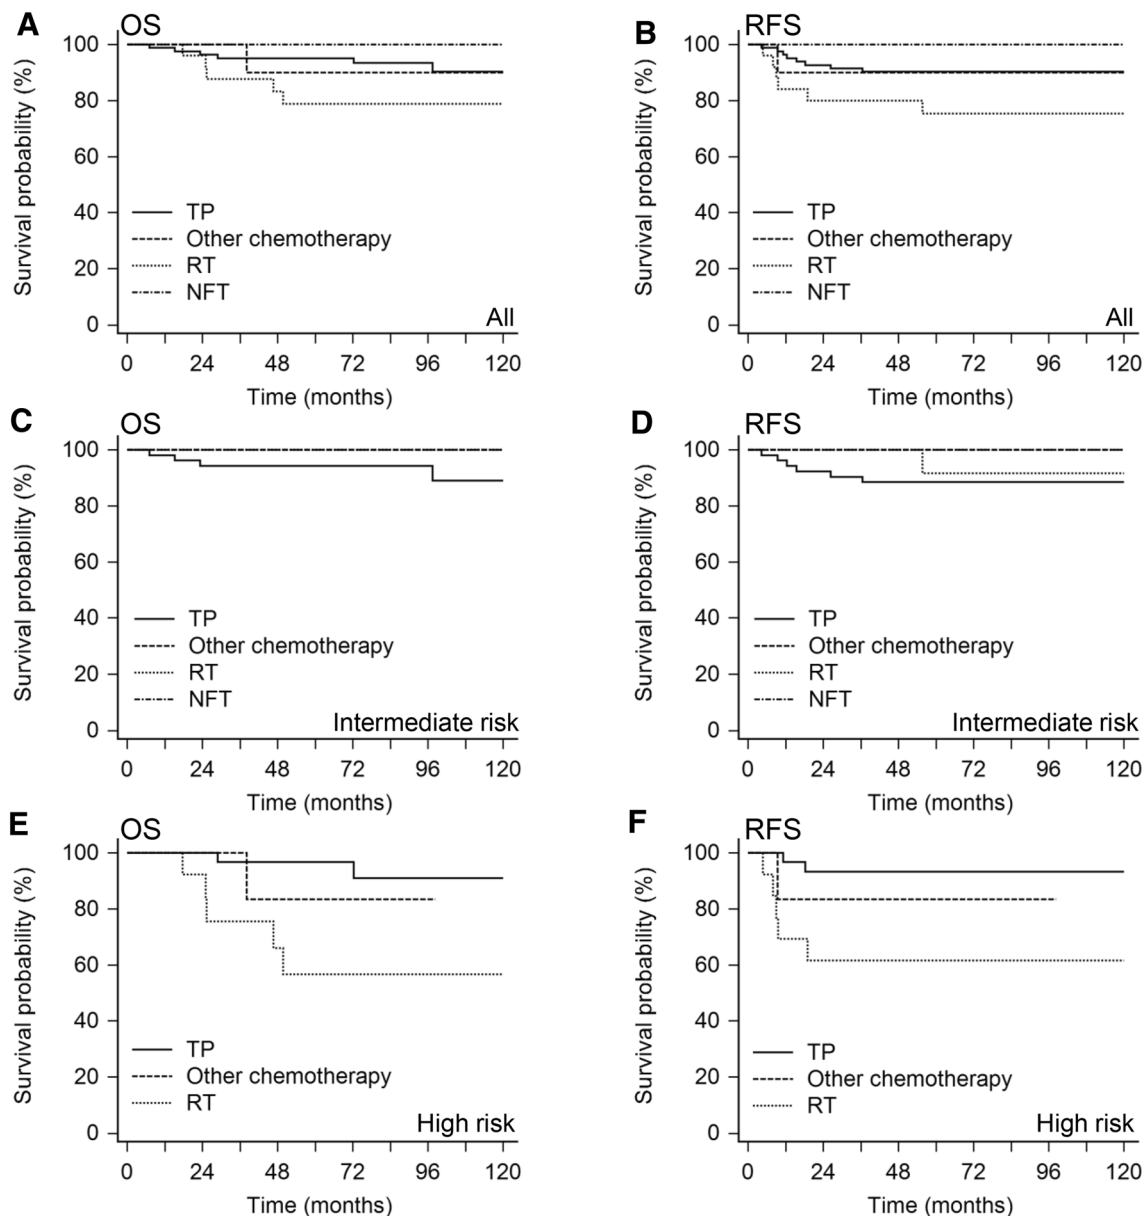 A
OS
Survival probability (%)
100
80
60
40
20
0
TP
Other chemotherapy
RT
NFT
All
0 24 48 72 96 120
Time (months)
B
RFS
Survival probability (%)
100
80
60
40
20
0
TP
Other chemotherapy
RT
NFT
All
0 24 48 72 96 120
Time (months)
C
OS
Survival probability (%)
100
80
60
40
20
0
TP
Other chemotherapy
RT
NFT
Intermediate risk
0 24 48 72 96 120
Time (months)
D
RFS
Survival probability (%)
100
80
60
40
20
0
TP
Other chemotherapy
RT
NFT
Intermediate risk
0 24 48 72 96 120
Time (months)
E
OS
Survival probability (%)
100
80
60
40
20
0
TP
Other chemotherapy
RT
High risk
0 24 48 72 96 120
Time (months)
F
RFS
Survival probability (%)
100
80
60
40
20
0
TP
Other chemotherapy
RT
High risk
0 24 48 72 96 120
Time (months)